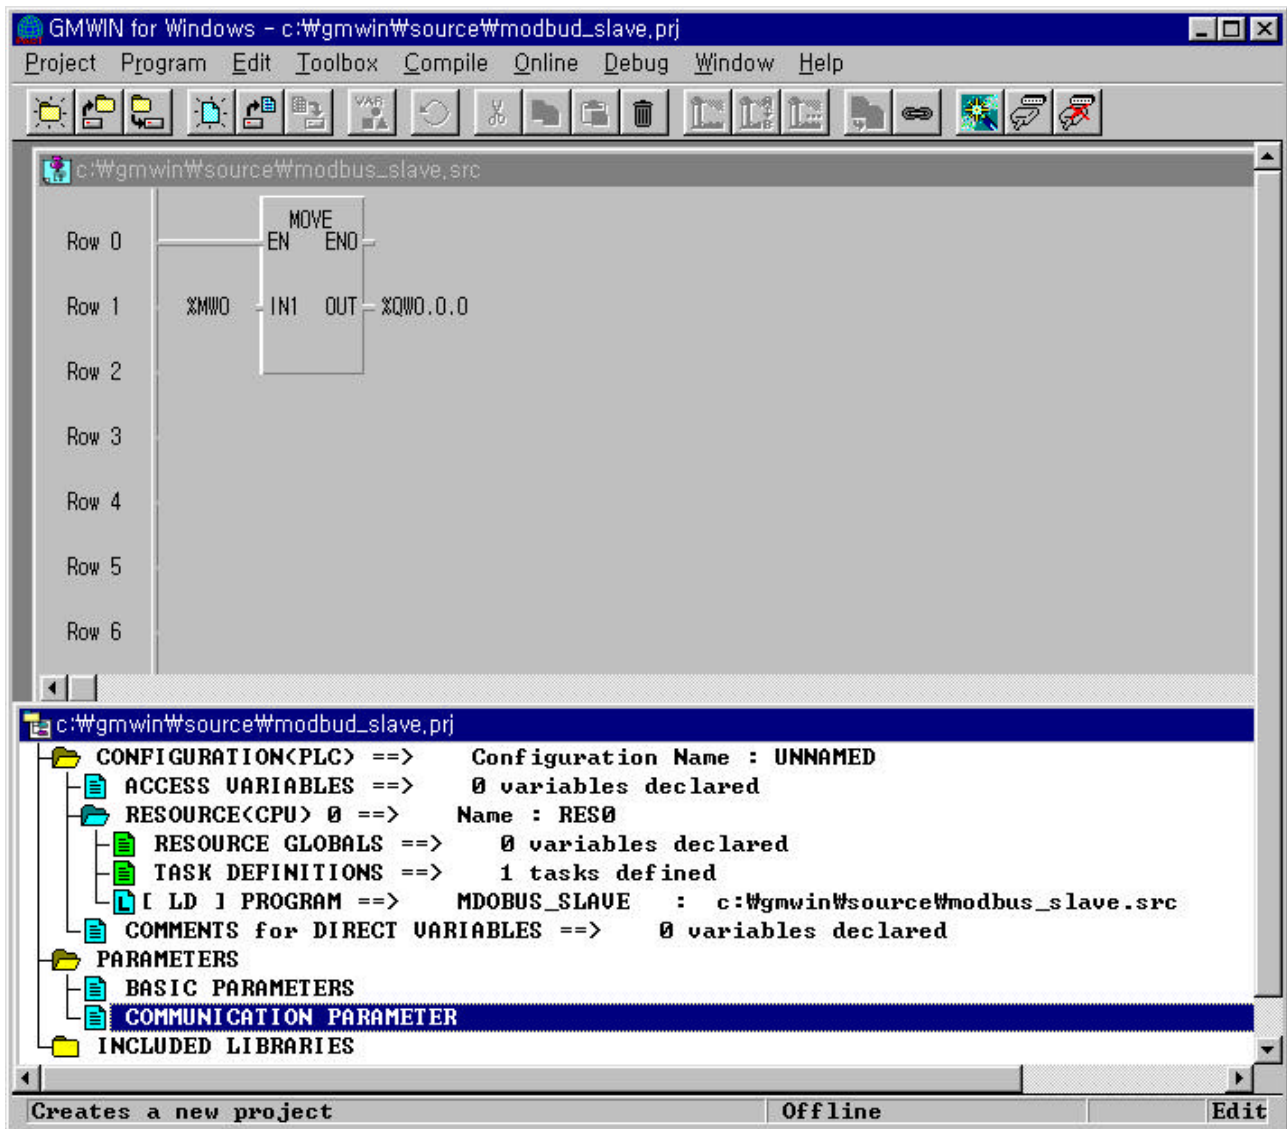 GMWIN for Windows - c:₩gmwin₩source₩modbud_slave.prj
Project Program Edit Toolbox Compile Online Debug Window Help
VAR
c:₩gmwin₩source₩modbus_slave.src
MOVE
Row 0 EN ENO
Row 1 %MW0 IN1 OUT %QW0.0.0
Row 2
Row 3
Row 4
Row 5
Row 6
c:₩gmwin₩source₩modbud_slave.prj
CONFIGURATION(PLC) ==> Configuration Name : UNNAMED
ACCESS VARIABLES ==> 0 variables declared
RESOURCE(CPU) 0 ==> Name : RES0
RESOURCE GLOBALS ==> 0 variables declared
TASK DEFINITIONS ==> 1 tasks defined
L [ LD ] PROGRAM ==> MDOBUS_SLAVE : c:₩gmwin₩source₩modbus_slave.src
COMMENTS for DIRECT VARIABLES ==> 0 variables declared
PARAMETERS
BASIC PARAMETERS
COMMUNICATION PARAMETER
INCLUDED LIBRARIES
Creates a new project Offline Edit